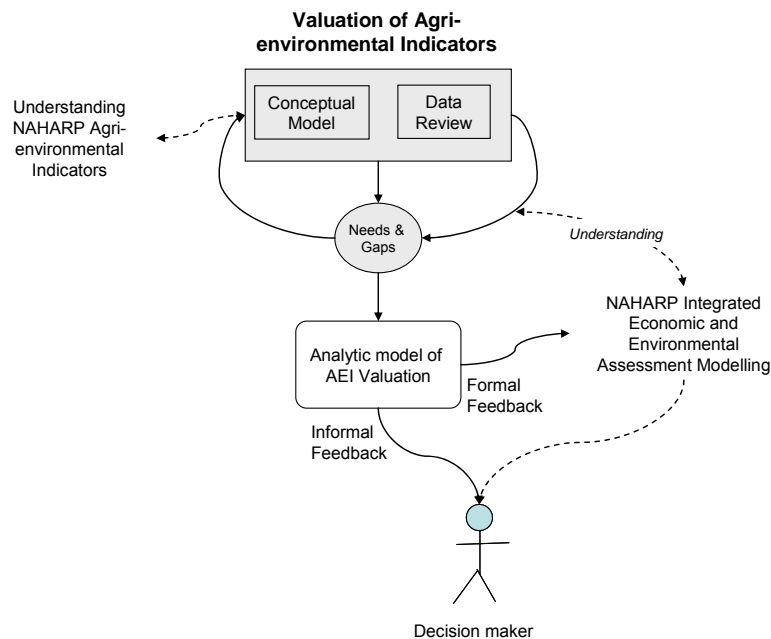 Valuation of Agri-
environmental Indicators
Understanding
NAHARP Agri-
environmental
Indicators
Conceptual
Model
Data
Review
Needs &
Gaps
Understanding
NAHARP Integrated
Economic and
Environmental
Assessment Modelling
Analytic model of
AEI Valuation
Formal
Feedback
Informal
Feedback
Decision maker